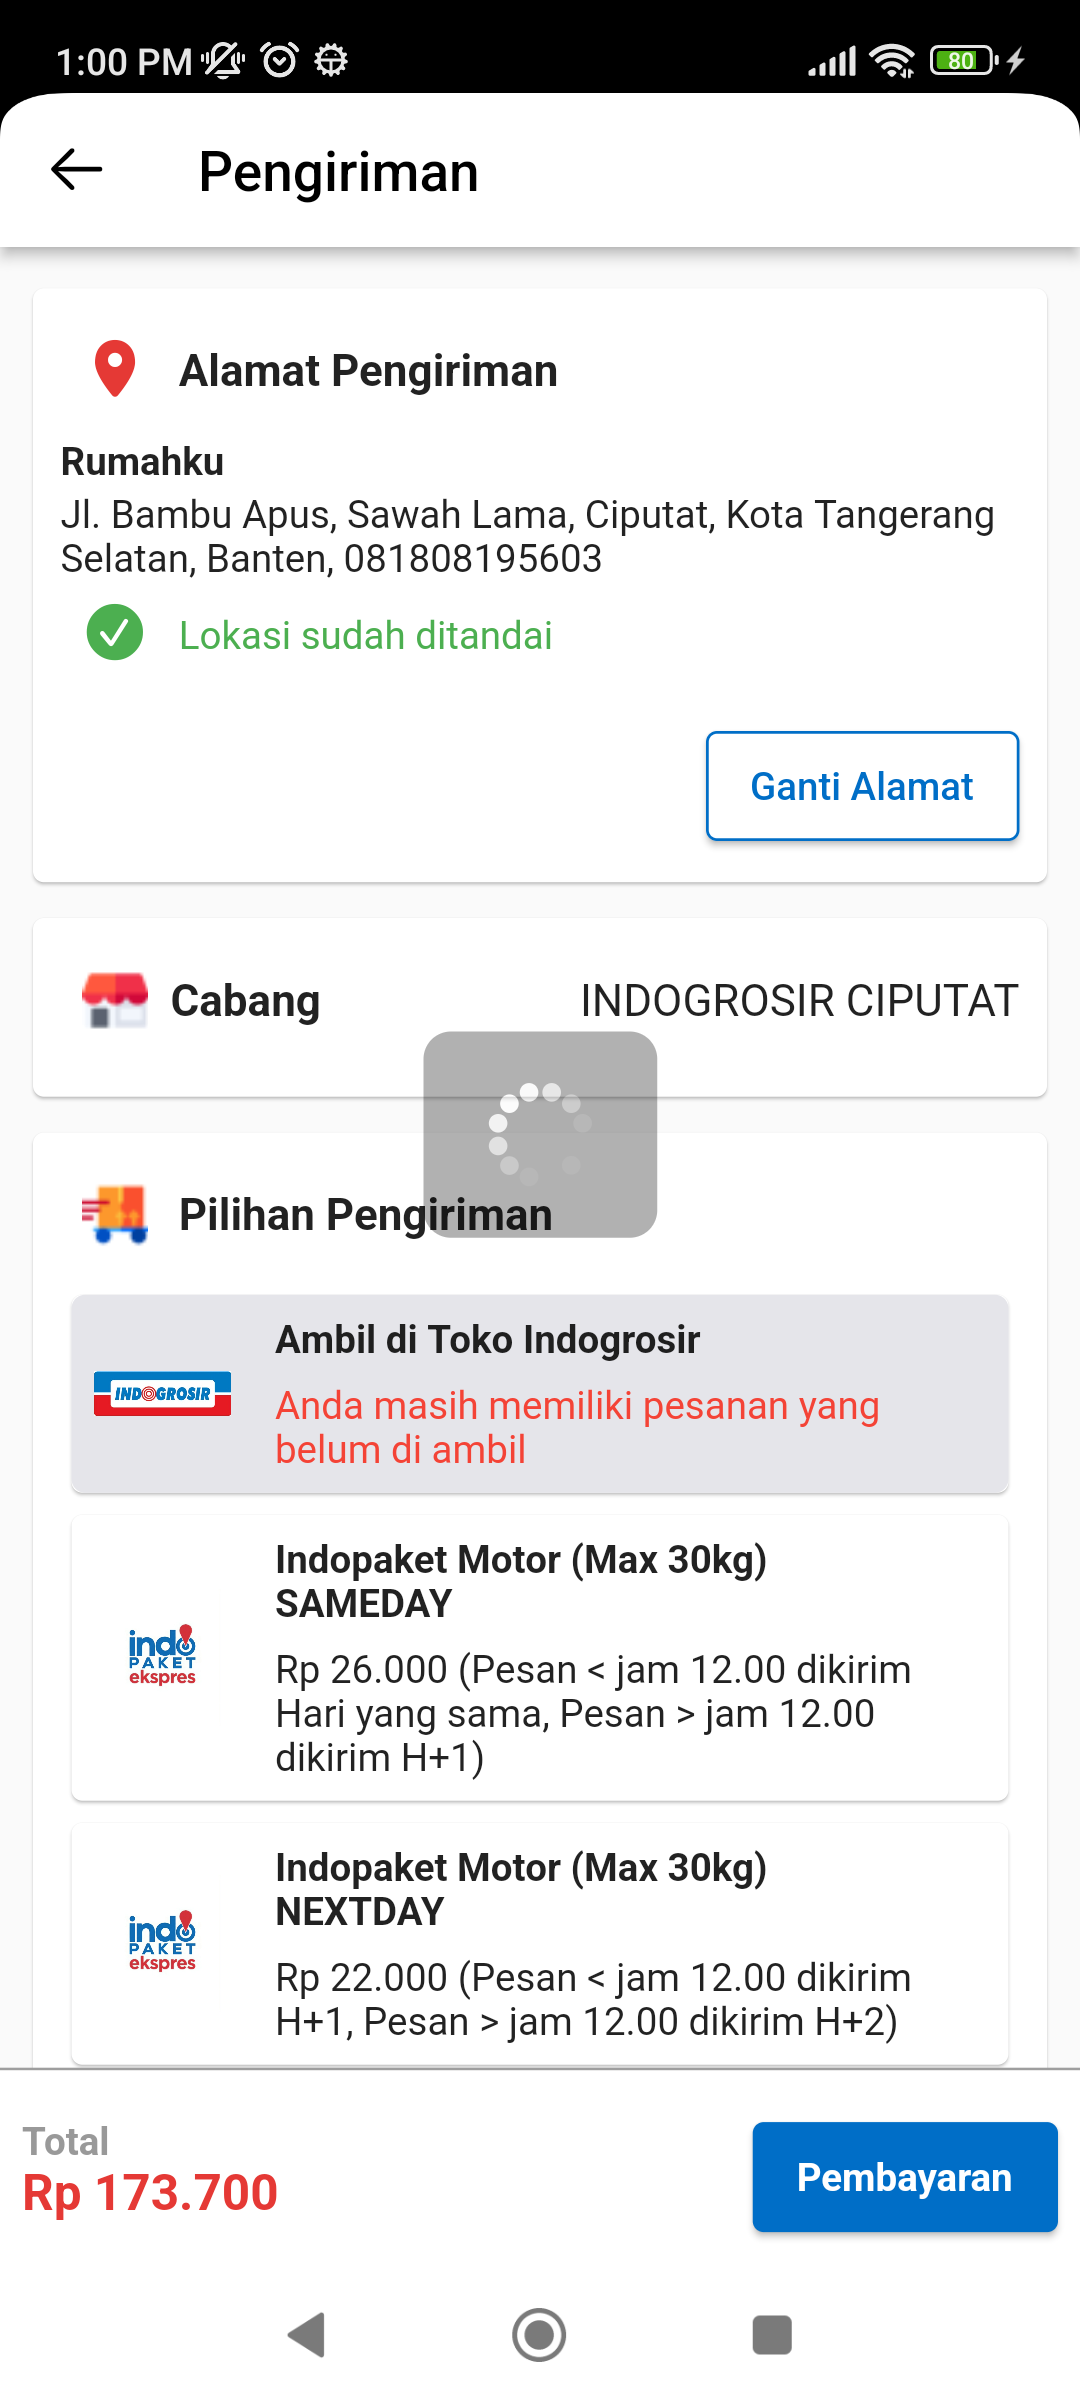 1:00 PM
80
Pengiriman
Alamat Pengiriman
Rumahku
Jl. Bambu Apus, Sawah Lama, Ciputat, Kota Tangerang
Selatan, Banten, 081808195603
Lokasi sudah ditandai
Ganti Alamat
Cabang
INDOGROSIR CIPUTAT
Pilihan Pengiriman
INDOGROSIR
Ambil di Toko Indogrosir
Anda masih memiliki pesanan yang
belum di ambil
indo
PAKET
ekspres
Indopaket Motor (Max 30kg)
SAMEDAY
Rp 26.000 (Pesan < jam 12.00 dikirim
Hari yang sama, Pesan > jam 12.00
dikirim H+1)
indo
PAKET
ekspres
Indopaket Motor (Max 30kg)
NEXTDAY
Rp 22.000 (Pesan < jam 12.00 dikirim
H+1, Pesan > jam 12.00 dikirim H+2)
Total
Rp 173.700
Pembayaran